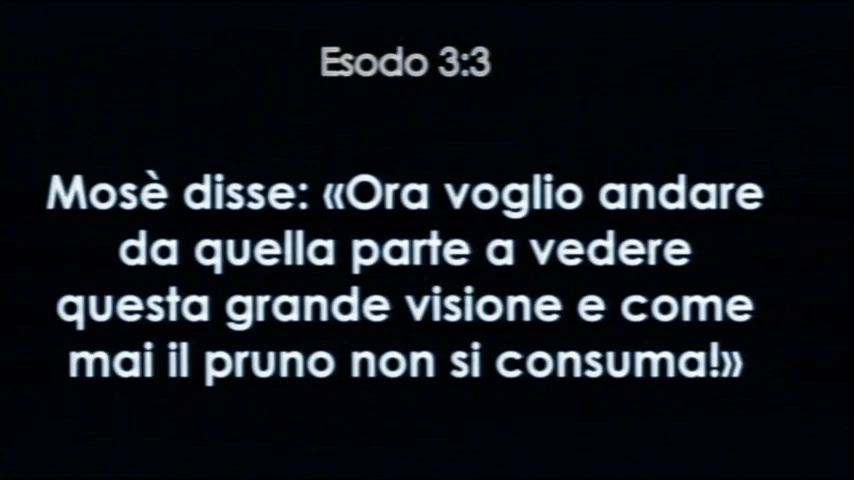 Esodo 3:3
Mosè disse: «Ora voglio andare
da quella parte a vedere
questa grande visione e come
mai il pruno non si consuma!»